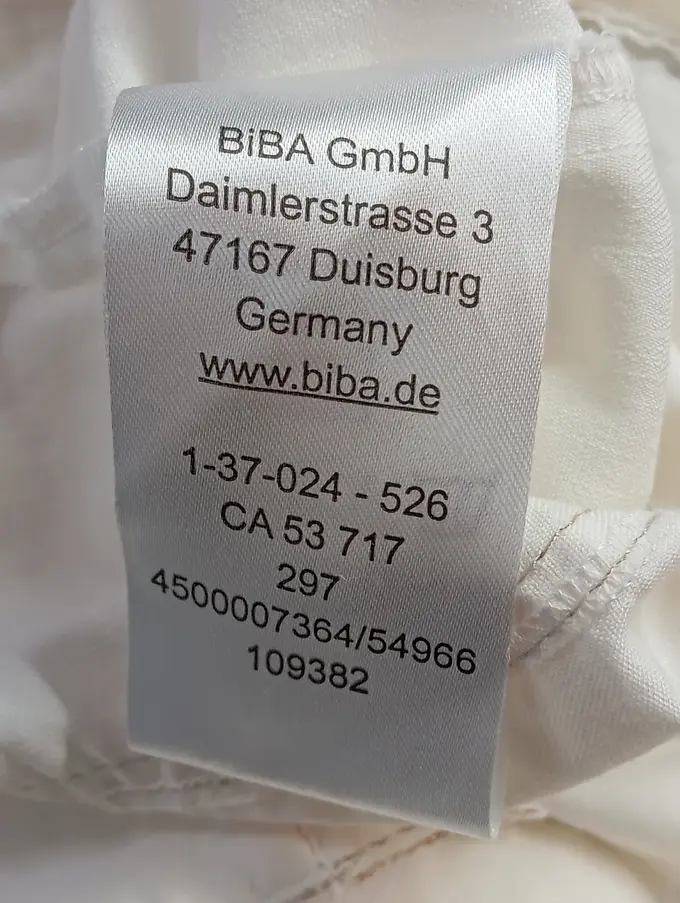 BiBA GmbH
Daimlerstrasse 3
47167 Duisburg
Germany
www.biba.de
1-37-024 - 526
CA 53 717
297
4500007364/54966
109382